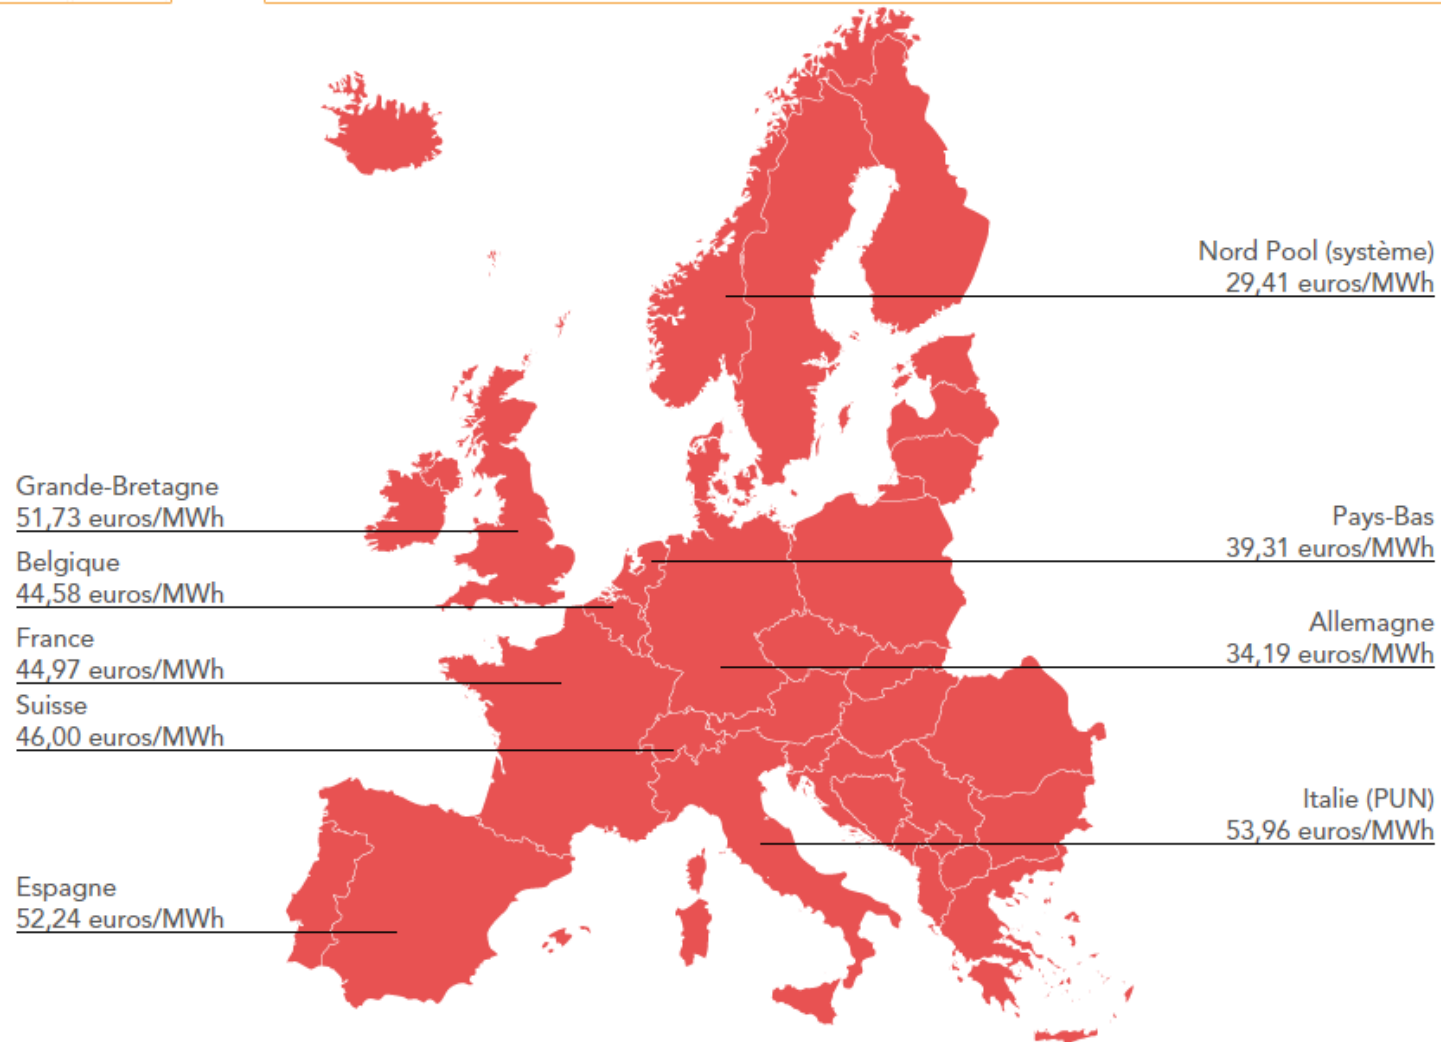 Nord Pool (système)
29,41 euros/MWh
Grande-Bretagne
51,73 euros/MWh
Belgique
44,58 euros/MWh
France
44,97 euros/MWh
Suisse
46,00 euros/MWh
Espagne
52,24 euros/MWh
Pays-Bas
39,31 euros/MWh
Allemagne
34,19 euros/MWh
Italie (PUN)
53,96 euros/MWh